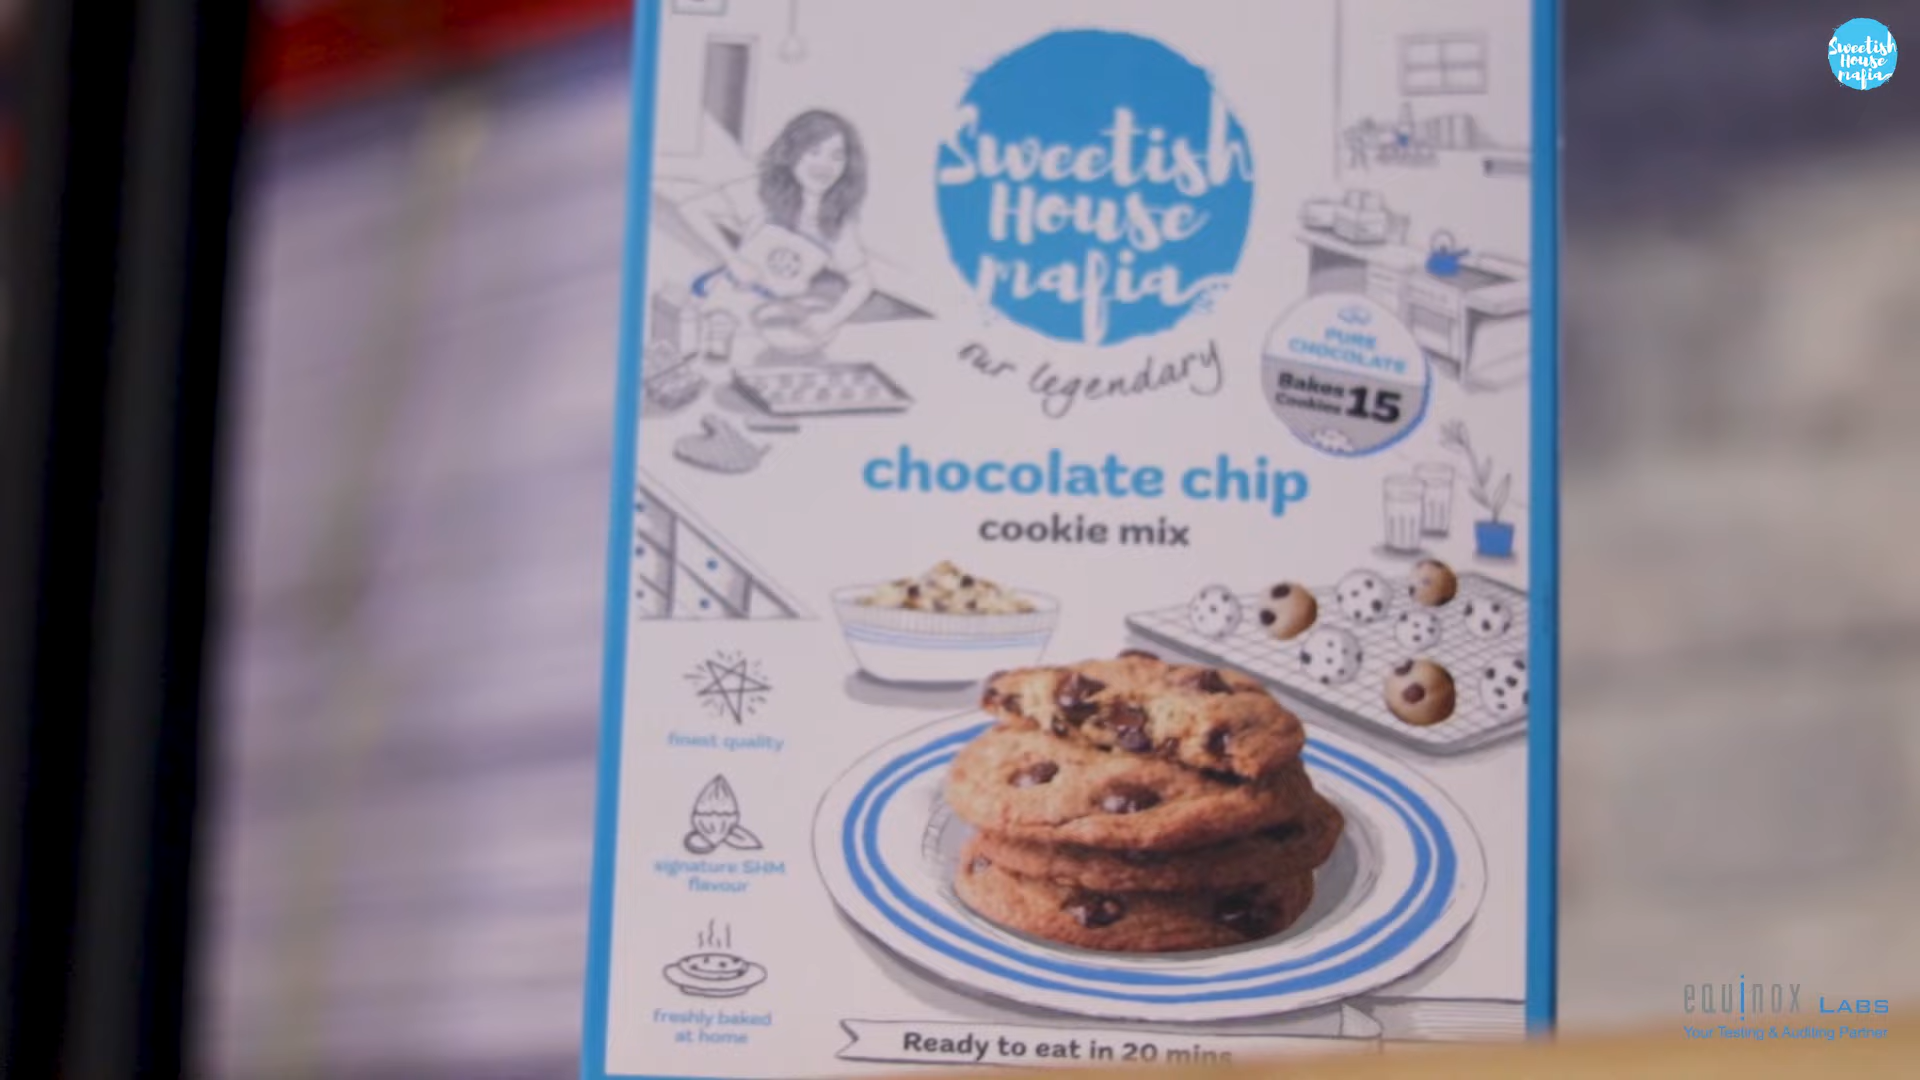 Sweetish
House
mafia
our legendary
PURE
CHOCOLATE
Bakes
Cookies 15
chocolate chip
cookie mix
finest quality
signature SHM
flavour
freshly baked
at home
Ready to eat in 20 mins
Sweetish
House
mafia
equinox LABS
Your Testing & Auditing Partner